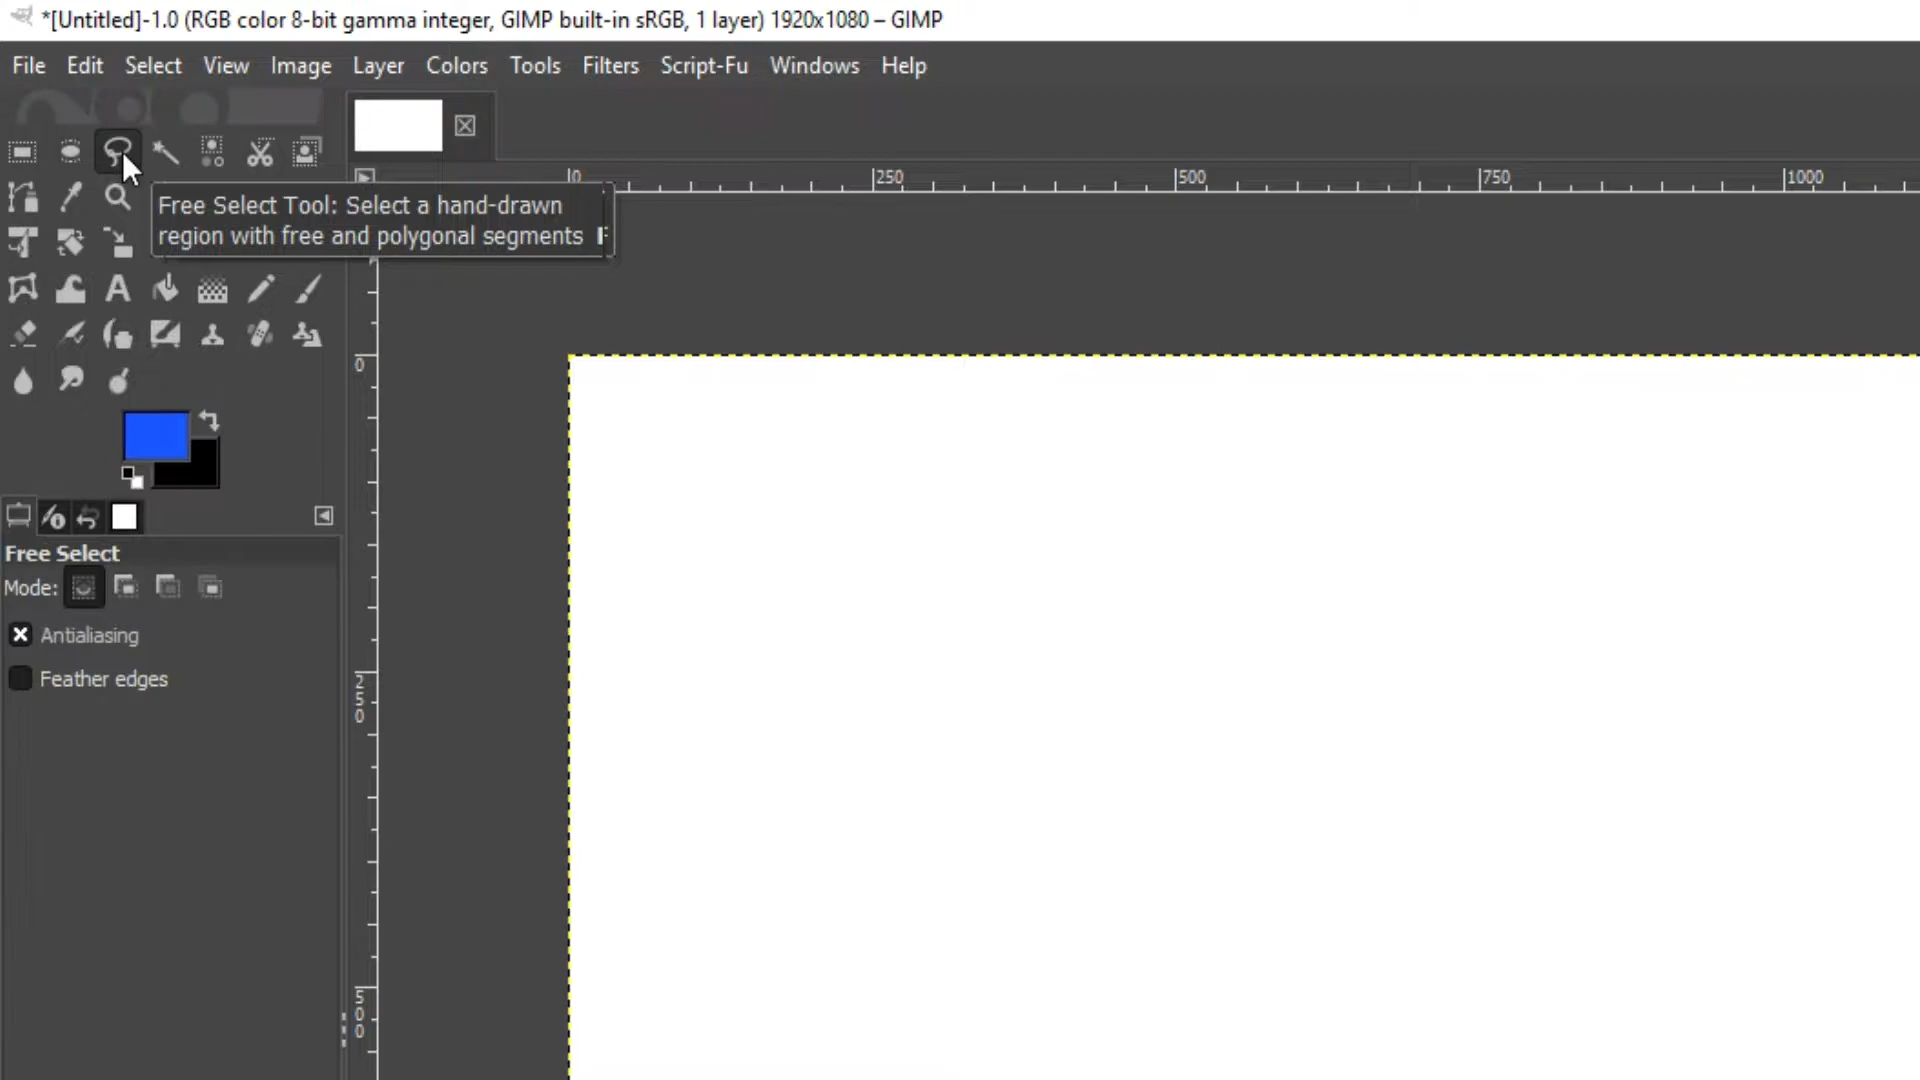 *[Untitled]-1.0 (RGB color 8-bit gamma integer, GIMP built-in sRGB, 1 layer) 1920x1080 – GIMP
File Edit Select View Image Layer Colors Tools Filters Script-Fu Windows Help
0 250 500 750 1000
Free Select Tool: Select a hand-drawn
region with free and polygonal segments F
0
250
500
Free Select
Mode:
Antialiasing
Feather edges